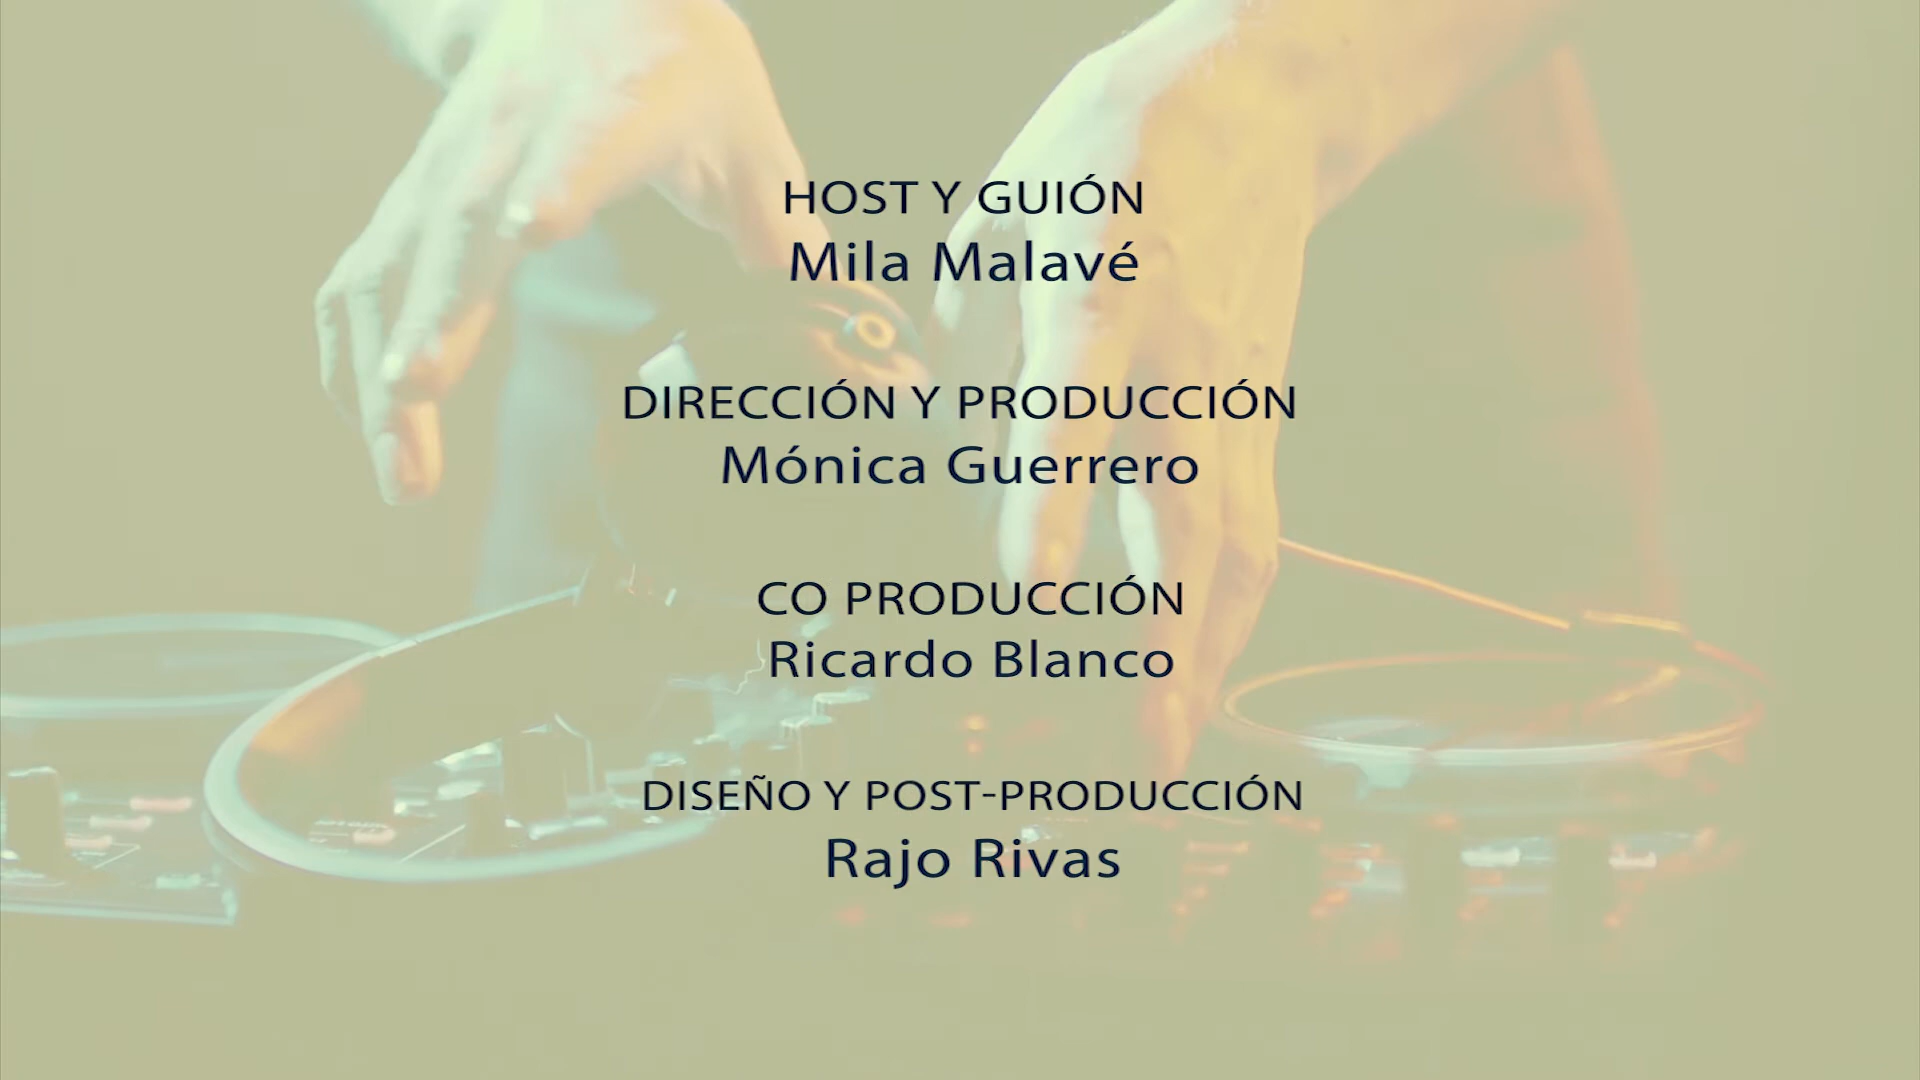 HOST Y GUIÓN
Mila Malavé
DIRECCIÓN Y PRODUCCIÓN
Mónica Guerrero
CO PRODUCCIÓN
Ricardo Blanco
DISEÑO Y POST-PRODUCCIÓN
Rajo Rivas